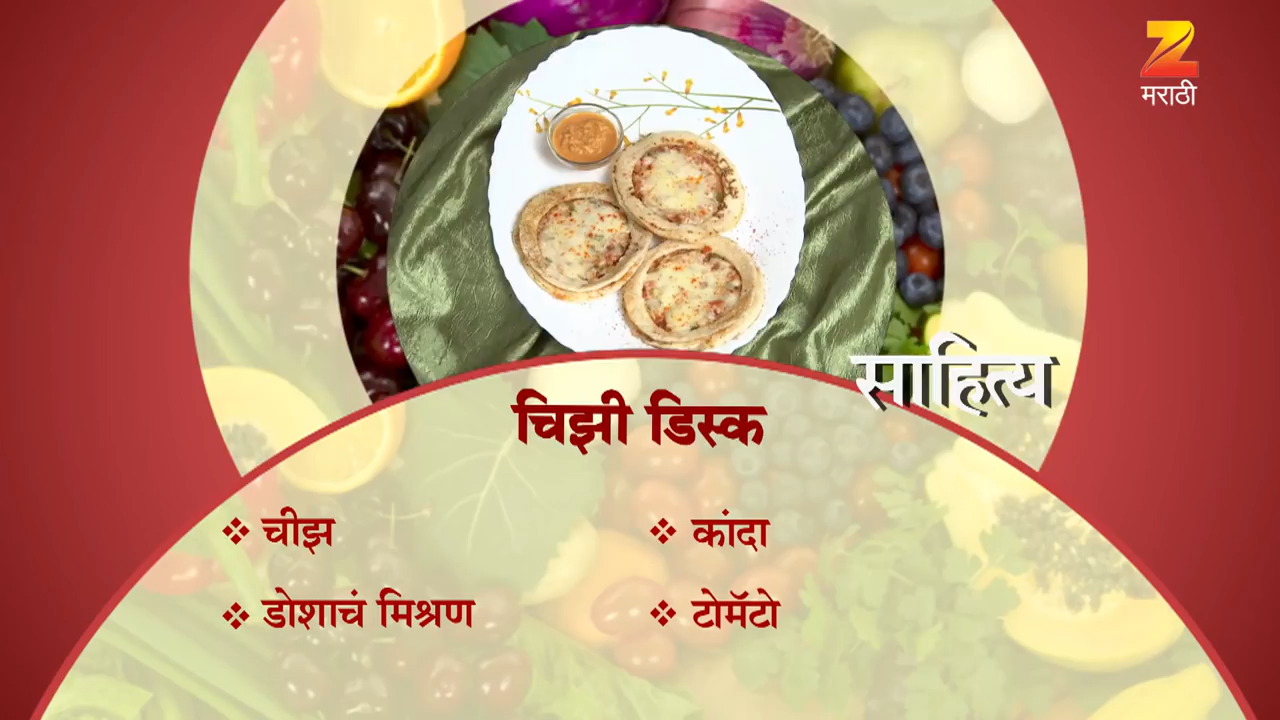 मराठी
साहित्य
चिझी डिस्क
❖ चीझ
❖ कांदा
❖ डोशाचं मिश्रण
❖ टोमॅटो